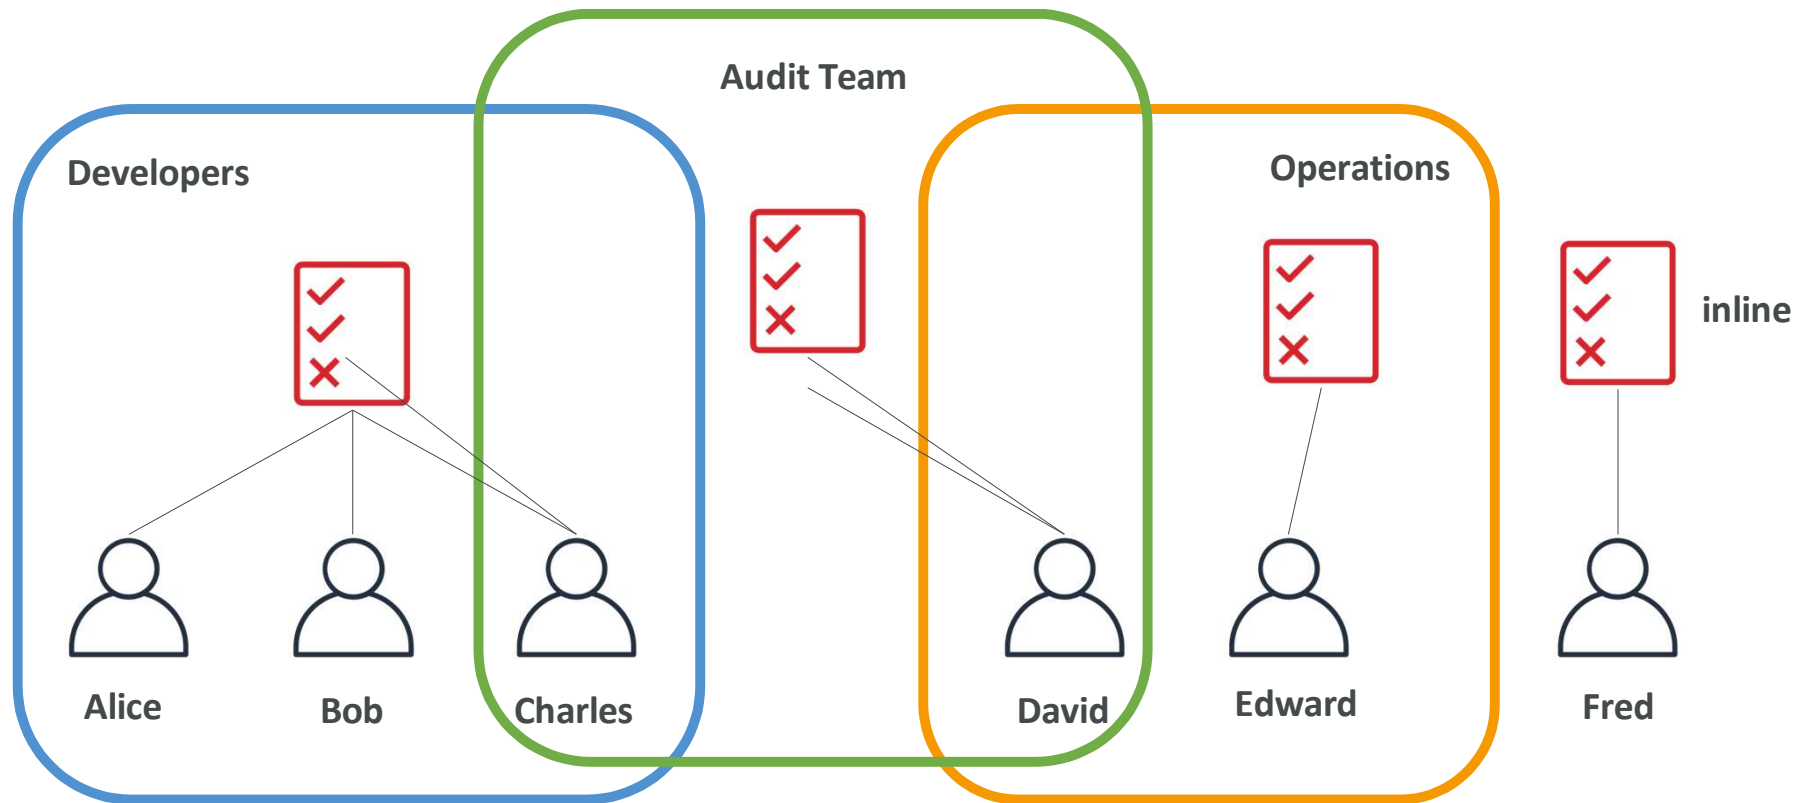 Audit Team
Developers
Operations
inline
Alice
Bob
Charles
David
Edward
Fred